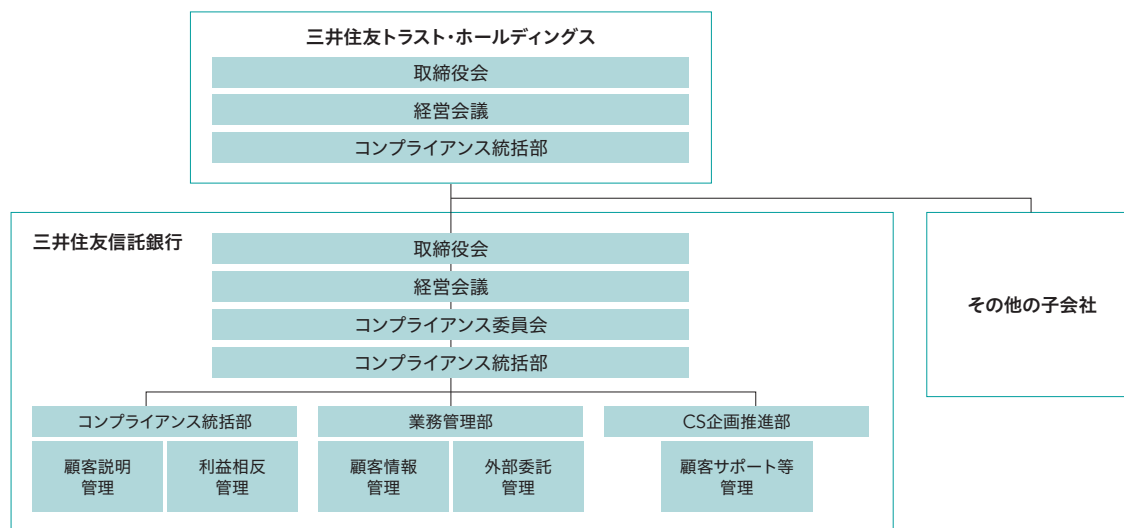 三井住友トラスト・ホールディングス
取締役会
経営会議
コンプライアンス統括部
三井住友信託銀行
取締役会
経営会議
コンプライアンス委員会
コンプライアンス統括部
その他の子会社
コンプライアンス統括部
業務管理部
CS企画推進部
顧客説明
管理
利益相反
管理
顧客情報
管理
外部委託
管理
顧客サポート等
管理